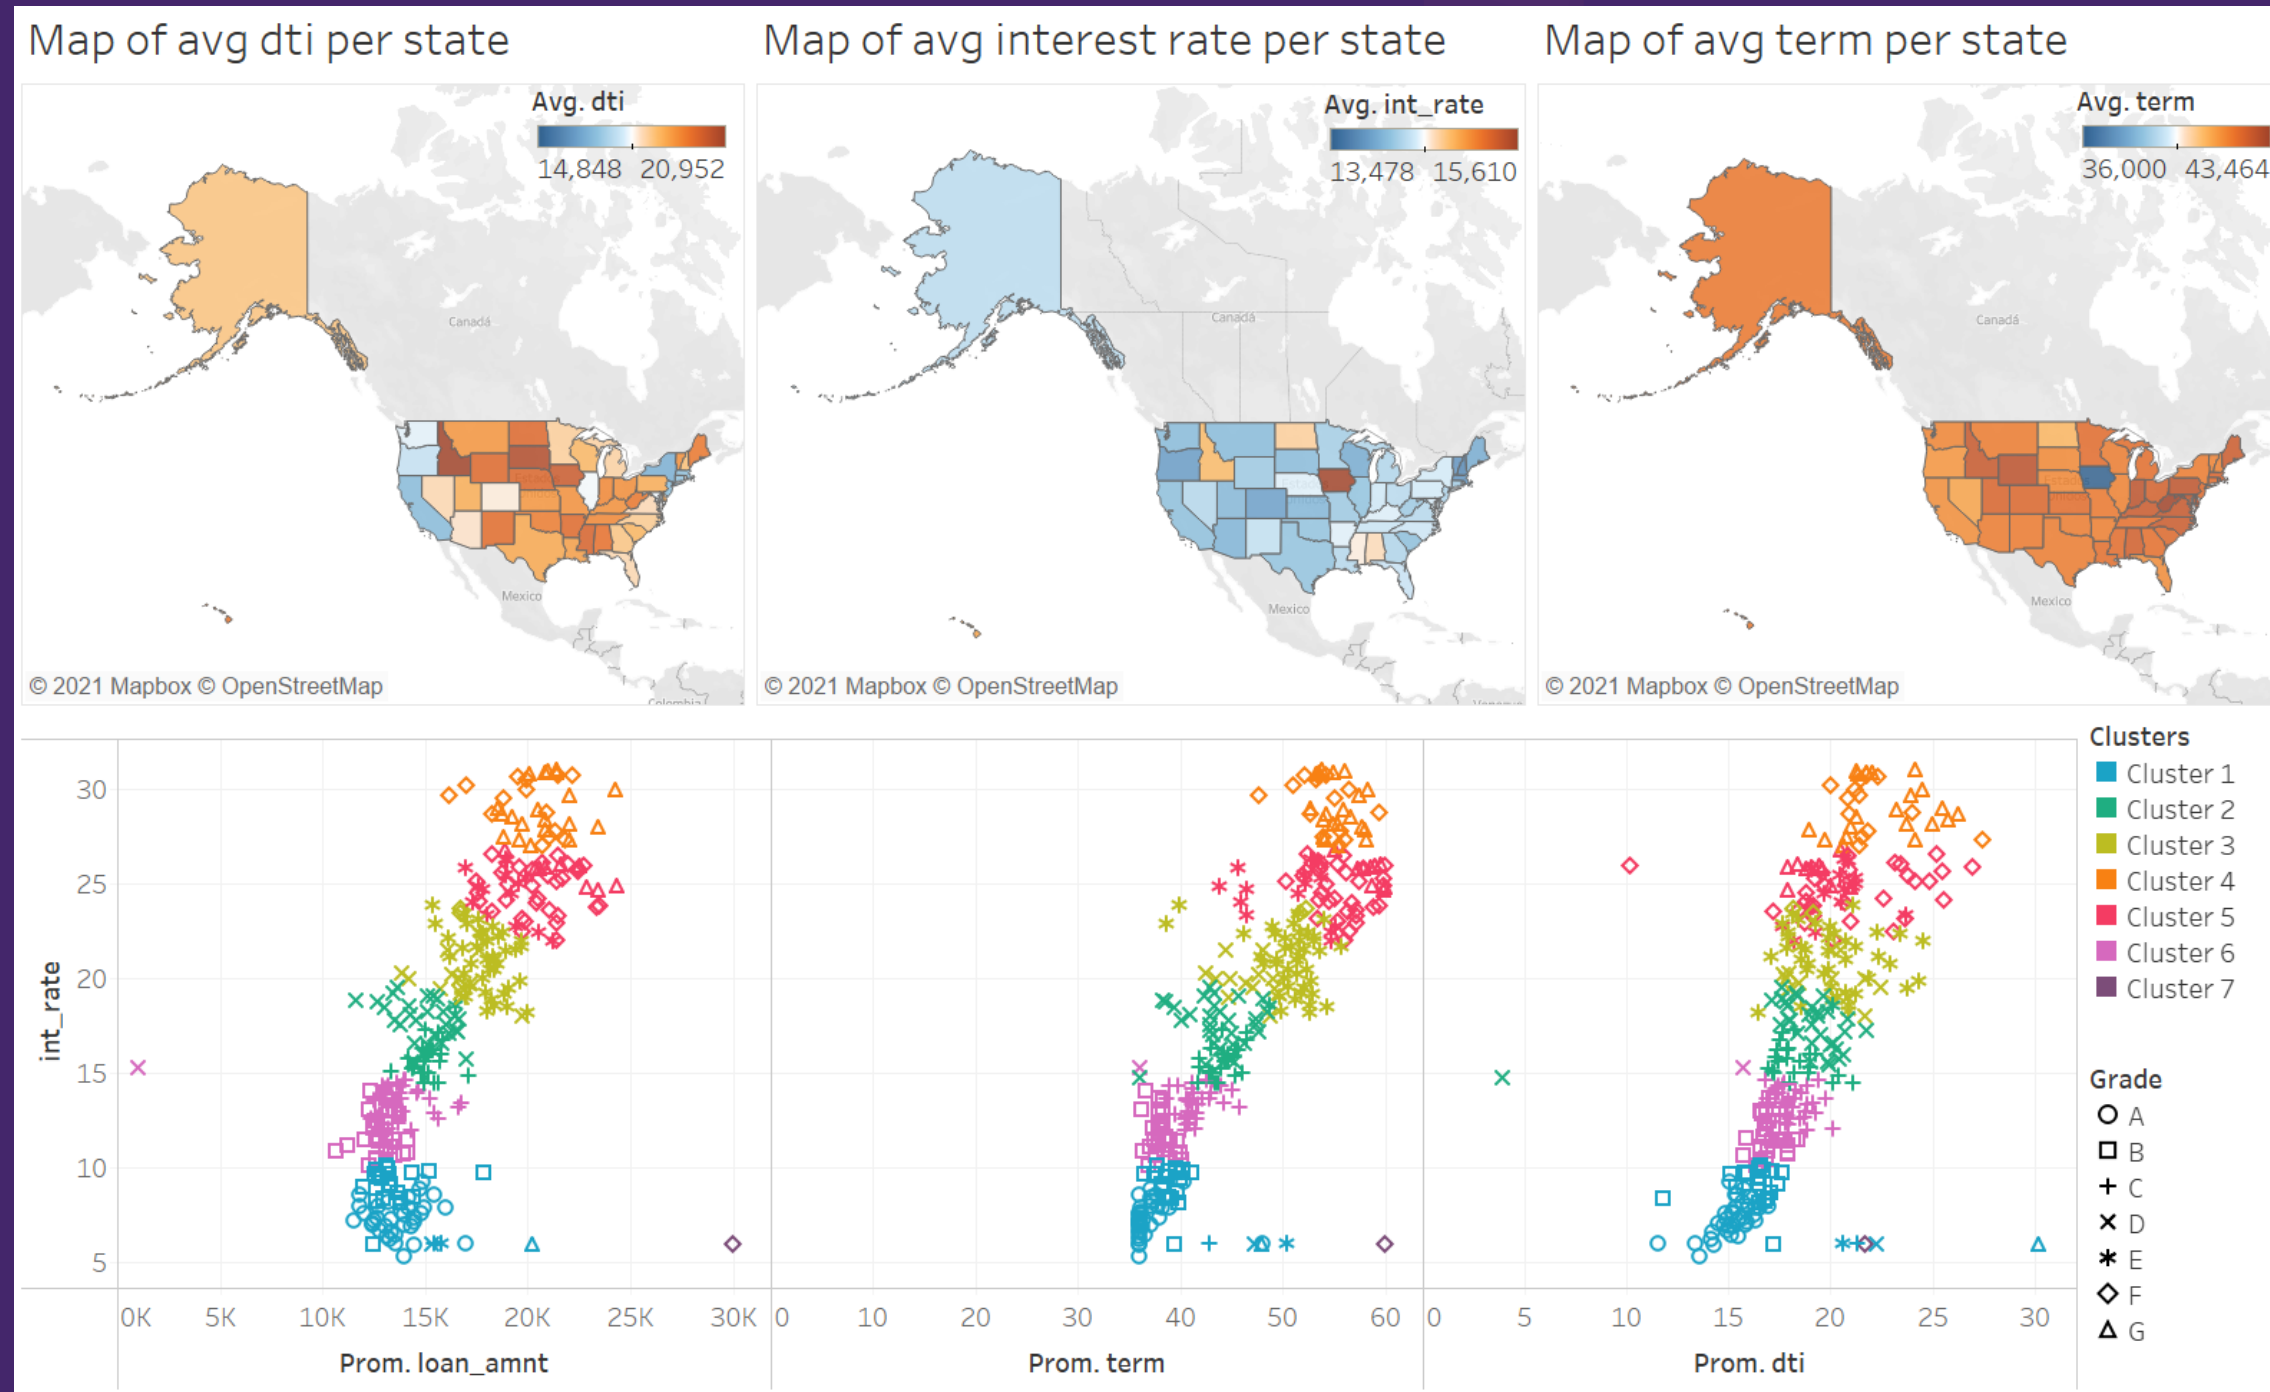 Map of avg dti per state
Map of avg interest rate per state
Map of avg term per state
Avg. dti
14,848 20,952
Canadá
Mexico
© 2021 Mapbox © OpenStreetMap
Avg. int_rate
13,478 15,610
Canadá
Mexico
© 2021 Mapbox © OpenStreetMap
Avg. term
36,000 43,464
Canadá
Mexico
© 2021 Mapbox © OpenStreetMap
int_rate
30
25
20
15
10
5
0K 5K 10K 15K 20K 25K 30K
Prom. loan_amnt
0 10 20 30 40 50 60
Prom. term
0 5 10 15 20 25 30
Prom. dti
Clusters
Cluster 1
Cluster 2
Cluster 3
Cluster 4
Cluster 5
Cluster 6
Cluster 7
Grade
A
B
C
D
E
F
G